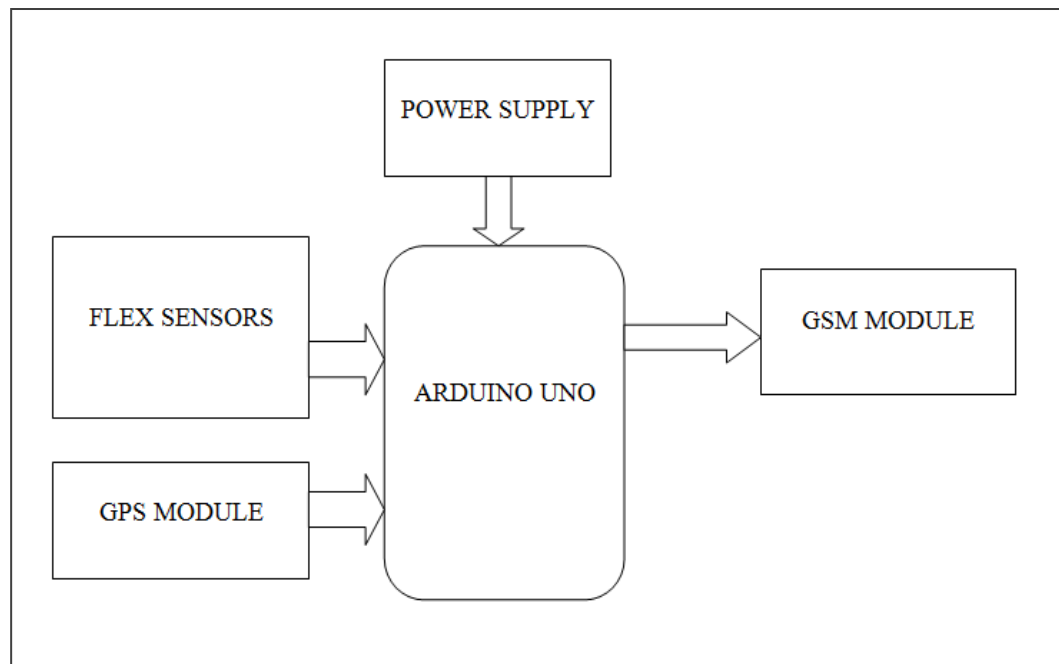 POWER SUPPLY
FLEX SENSORS
GSM MODULE
ARDUINO UNO
GPS MODULE